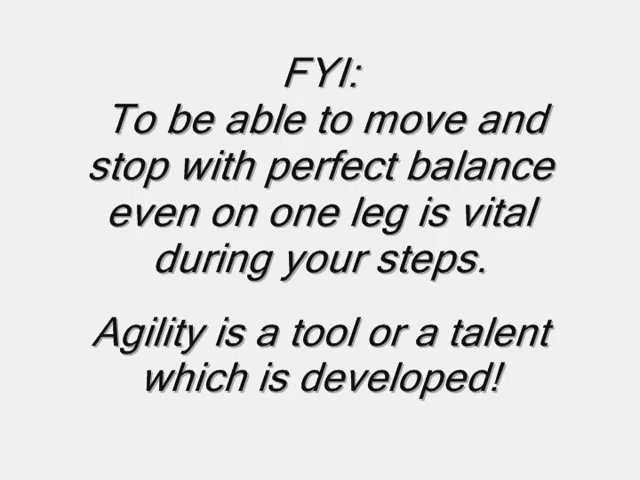 FYI:
To be able to move and
stop with perfect balance
even on one leg is vital
during your steps.
Agility is a tool or a talent
which is developed!